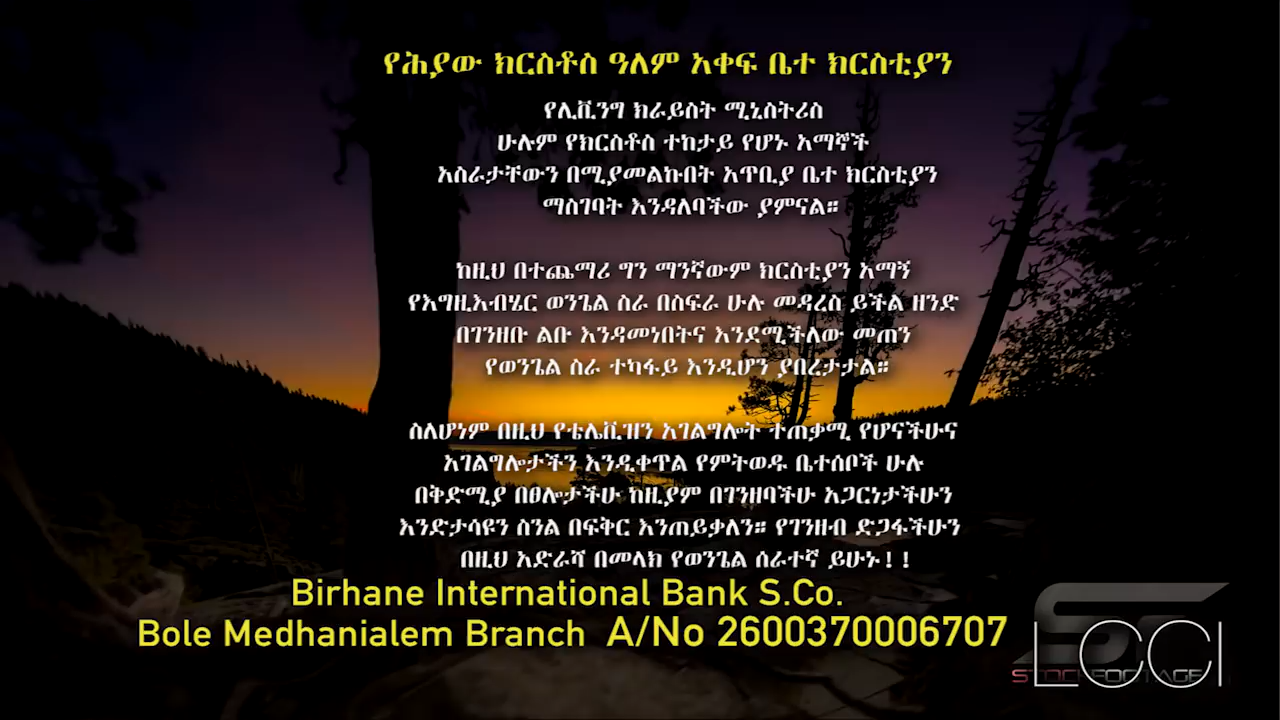 የሕያው ክርስቶስ ዓለም አቀፍ ቤተ ክርስቲያን
የሊቪንግ ክራይስት ሚኒስትሪስ
ሁሉም የክርስቶስ ተከታይ የሆኑ አማኞች
አስራታቸውን በሚያመልኩበት አጥቢያ ቤተ ክርስቲያን
ማስገባት እንዳለባችው ያምናል።
ከዚህ በተጨማሪ ግን ማንኛውም ክርስቲያን አማኝ
የእግዚአብሄር ወንጌል ስራ በስፍራ ሁሉ መዳረስ ይችል ዘንድ
በገንዘቡ ልቡ እንዳመነበትና እንደሚችለው መጠን
የወንጌል ስራ ተካፋይ እንዲሆን ያበረታታል።
ስለሆነም በዚህ የቴሌቪዝን አገልግሎት ተጠቃሚ የሆናችሁና
አገልግሎታችን እንዲቀጥል የምትወዱ ቤተሰቦች ሁሉ
በቅድሚያ በፀሎታችሁ ከዚያም በገንዘባችሁ አጋርነታችሁን
እንድታሳዩን ስንል በፍቅር እንጠይቃለን። የገንዘብ ድጋፋችሁን
በዚህ አድራሻ በመላክ የወንጌል ሰራተኛ ይሁኑ!!
Birhane International Bank S.Co.
Bole Medhanialem Branch A/No 2600370006707
LCCI
STOCKFOOTAGE